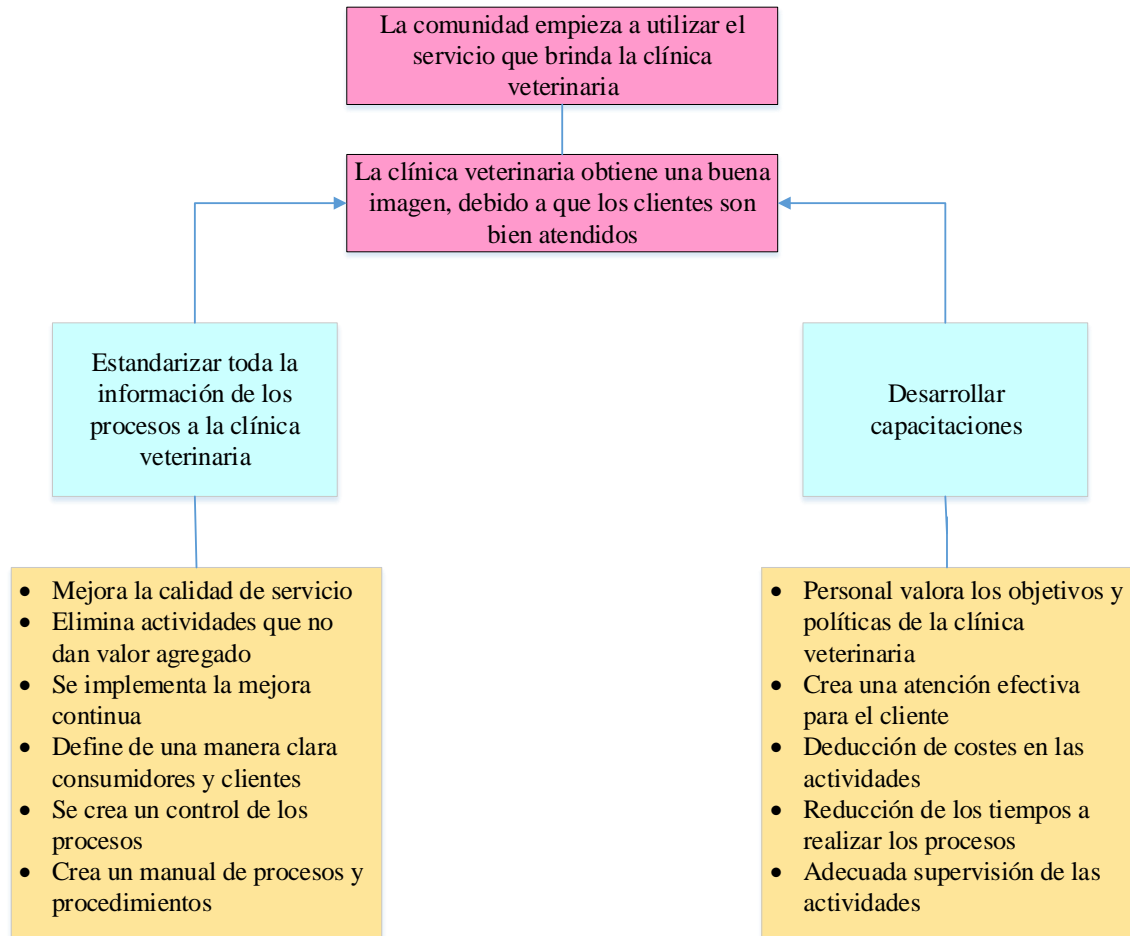 La comunidad empieza a utilizar el
servicio que brinda la clínica
veterinaria
La clínica veterinaria obtiene una buena
imagen, debido a que los clientes son
bien atendidos
Estandarizar toda la
información de los
procesos a la clínica
veterinaria
Desarrollar
capacitaciones
• Mejora la calidad de servicio
• Elimina actividades que no
dan valor agregado
• Se implementa la mejora
continua
• Define de una manera clara
consumidores y clientes
• Se crea un control de los
procesos
• Crea un manual de procesos y
procedimientos
• Personal valora los objetivos y
políticas de la clínica
veterinaria
• Crea una atención efectiva
para el cliente
• Deducción de costes en las
actividades
• Reducción de los tiempos a
realizar los procesos
• Adecuada supervisión de las
actividades